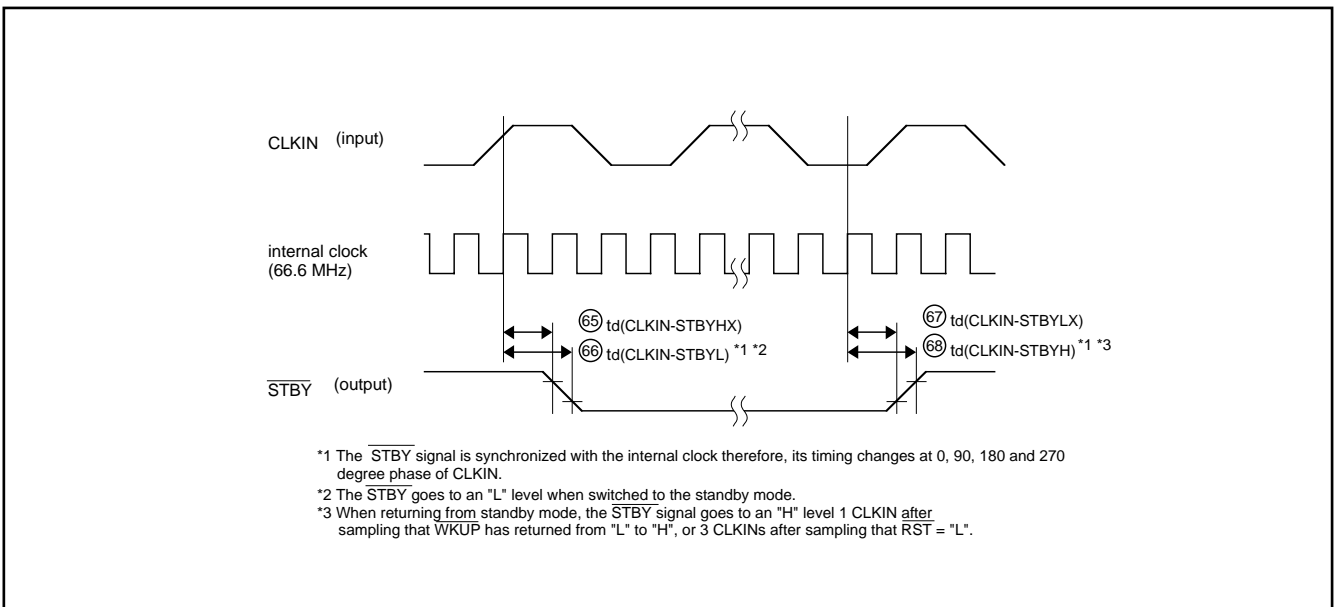 CLKIN (input)
internal clock
(66.6 MHz)
65 td(CLKIN-STBYHX)
66 td(CLKIN-STBYL) *1 *2
67 td(CLKIN-STBYLX)
68 td(CLKIN-STBYH) *1 *3
STBY (output)
*1 The STBY signal is synchronized with the internal clock therefore, its timing changes at 0, 90, 180 and 270
degree phase of CLKIN.
*2 The STBY goes to an "L" level when switched to the standby mode.
*3 When returning from standby mode, the STBY signal goes to an "H" level 1 CLKIN after
sampling that WKUP has returned from "L" to "H", or 3 CLKINs after sampling that RST = "L".